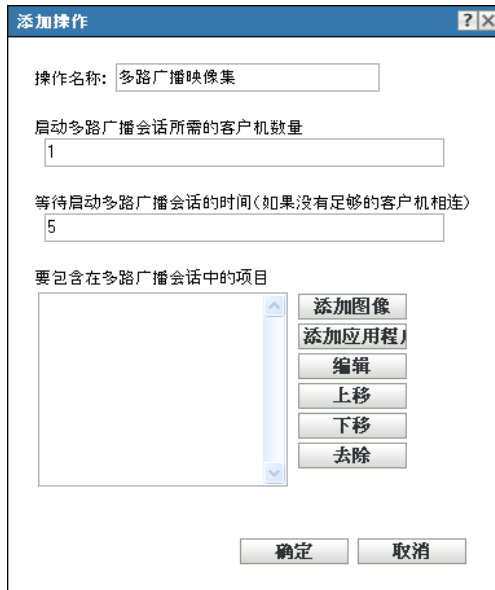 添加操作
操作名称: 多路广播映像集
启动多路广播会话所需的客户机数量
1
等待启动多路广播会话的时间(如果没有足够的客户机相连)
5
要包含在多路广播会话中的项目
添加图像
添加应用程
编辑
上移
下移
去除
确定 取消